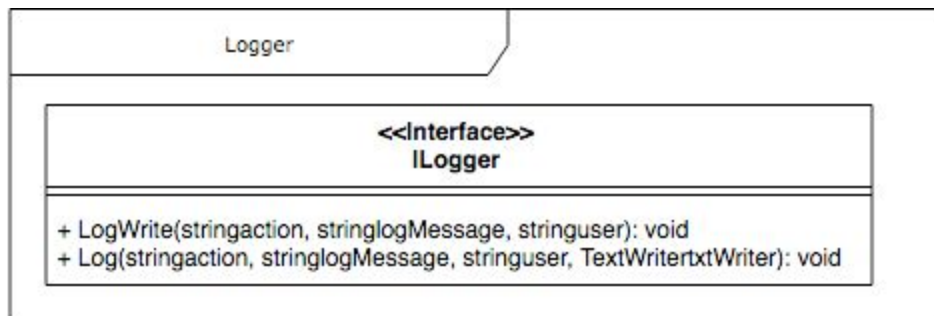 Logger
<<Interface>>
ILogger
+ LogWrite(stringaction, stringlogMessage, stringuser): void
+ Log(stringaction, stringlogMessage, stringuser, TextWritertxtWriter): void